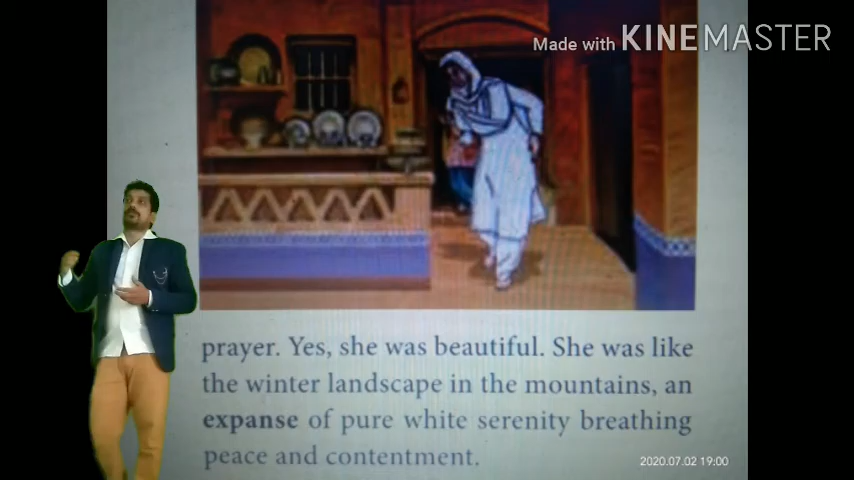 Made with KINEMASTER
prayer. Yes, she was beautiful. She was like
the winter landscape in the mountains, an
expanse of pure white serenity breathing
peace and contentment.
2020.07.02 19:00